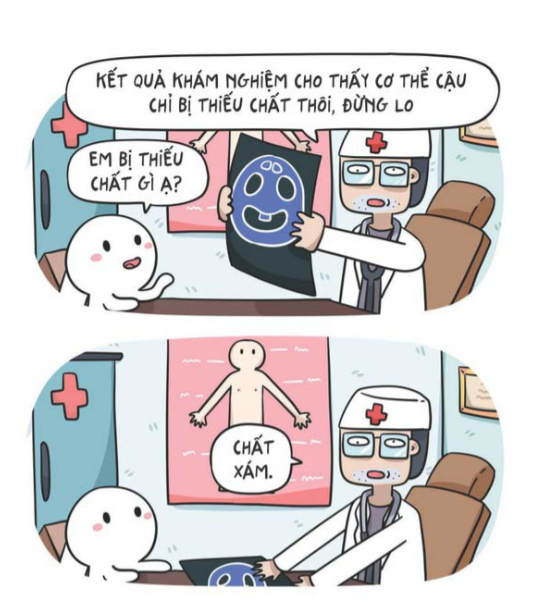 KẾT QUẢ KHÁM NGHIỆM CHO THẤY CƠ THỂ CẬU
CHỈ BỊ THIẾU CHẤT THÔI, ĐỪNG LO
EM BỊ THIẾU
CHẤT GÌ Ạ?
CHẤT
XÁM.